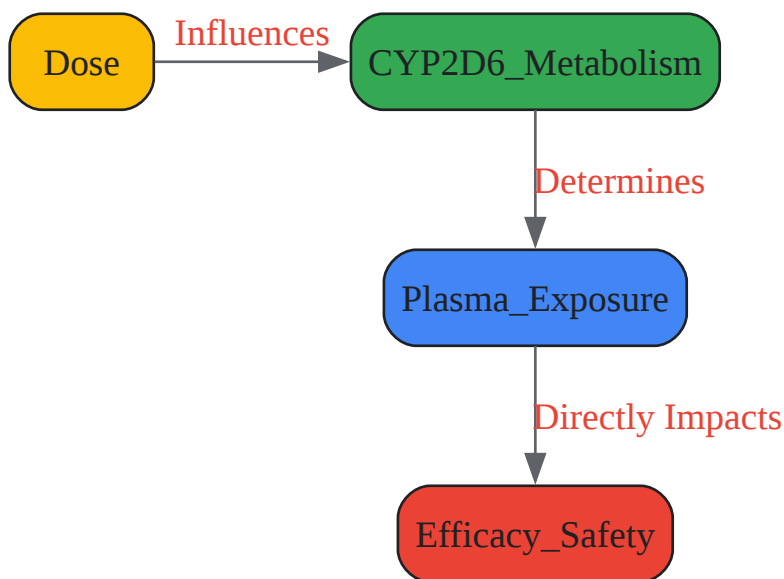 Dose
Influences
CYP2D6_Metabolism
Determines
Plasma_Exposure
Directly Impacts
Efficacy_Safety